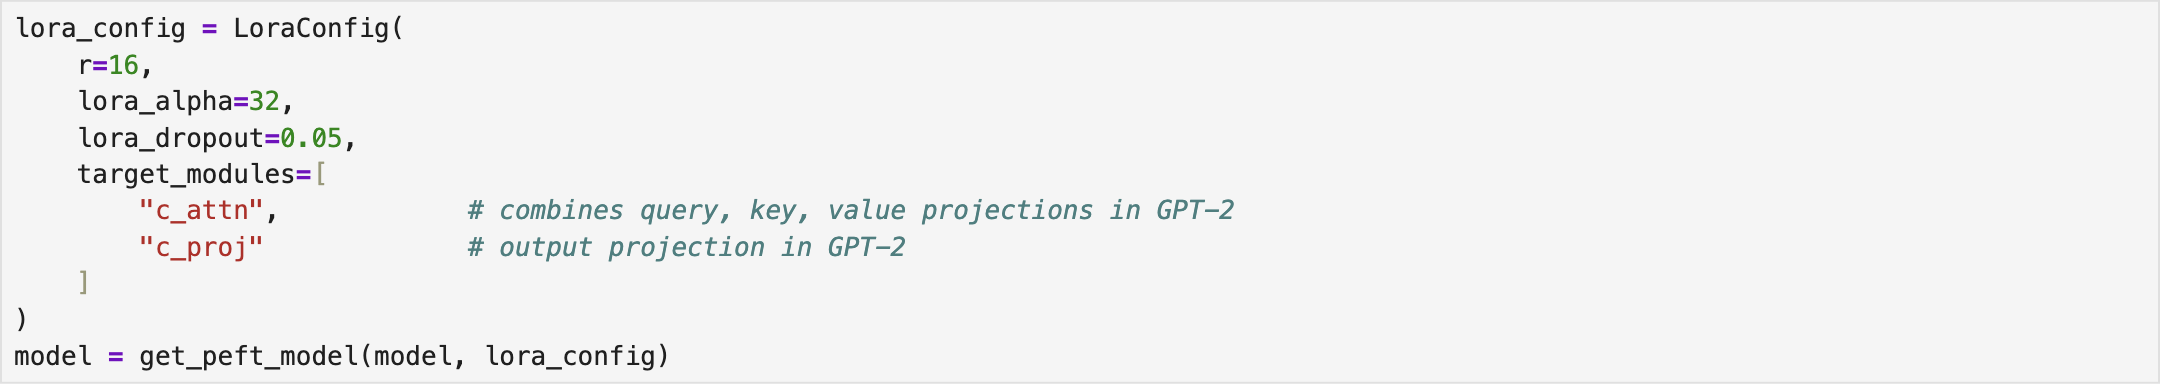 lora_config = LoraConfig(
    r=16,
    lora_alpha=32,
    lora_dropout=0.05,
    target_modules=[
        "c_attn",            # combines query, key, value projections in GPT-2
        "c_proj"             # output projection in GPT-2
    ]
)
model = get_peft_model(model, lora_config)